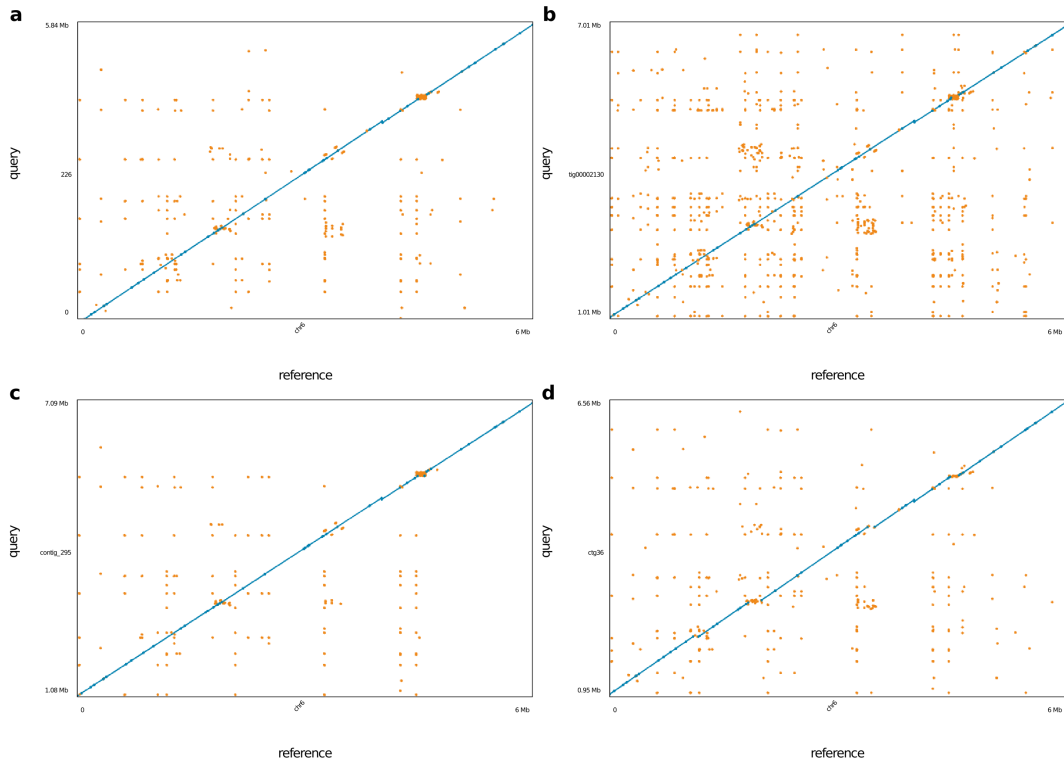 a
5.84 Mb
query
226
0
0
chr6
6 Mb
reference
b
7.01 Mb
query
tig00002130
1.01 Mb
0
chr6
6 Mb
reference
c
7.09 Mb
query
contig_295
1.08 Mb
0
chr6
6 Mb
reference
d
6.56 Mb
query
ctg36
0.95 Mb
0
chr6
6 Mb
reference